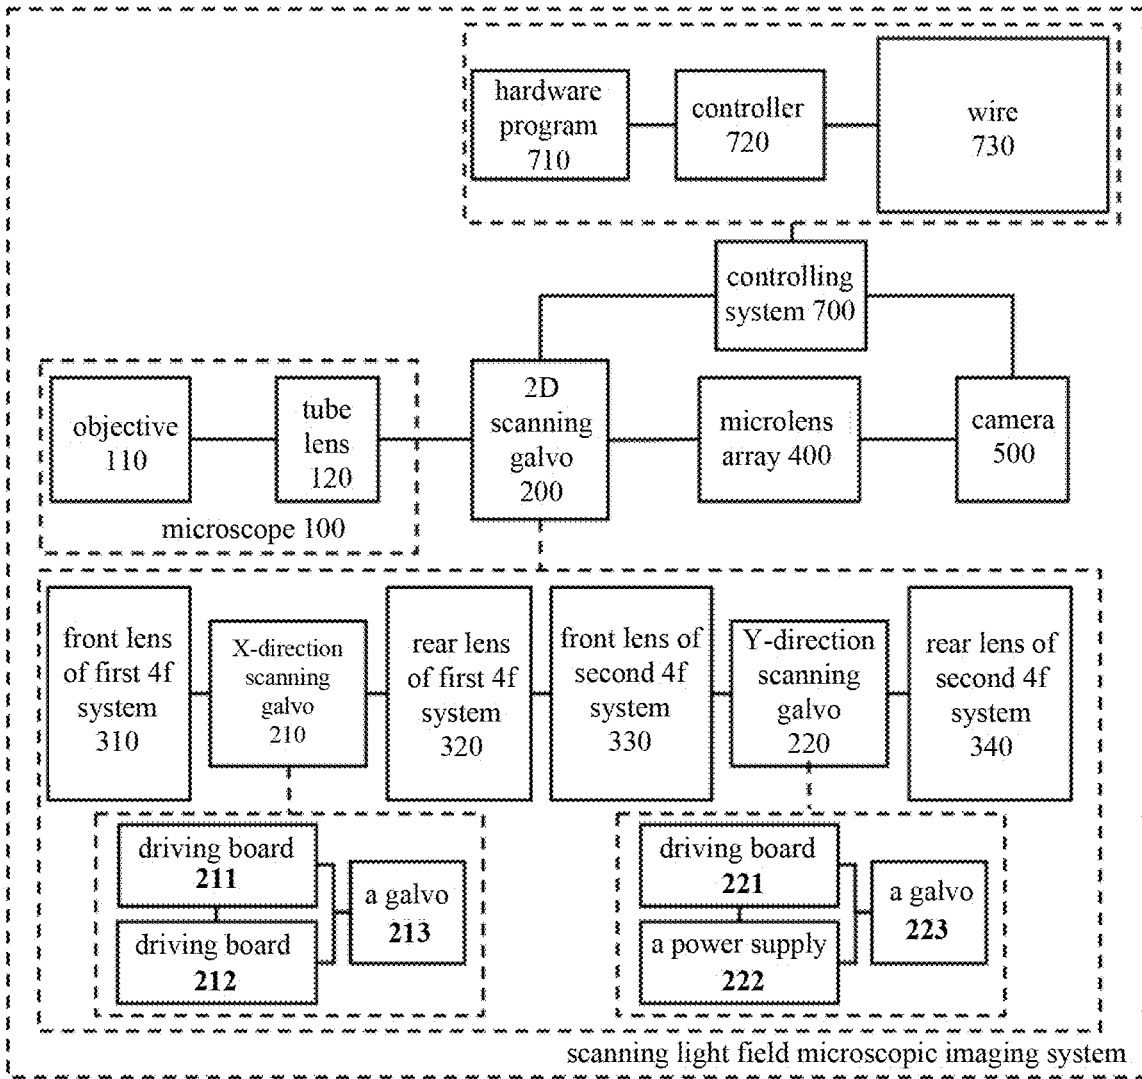 hardware
program
710
controller
720
wire
730
controlling
system 700
objective
110
tube
lens
120
microscope 100
2D
scanning
galvo
200
microlens
array 400
camera
500
front lens
of first 4f
system
310
X-direction
scanning
galvo
210
rear lens
of first 4f
system
320
front lens of
second 4f
system
330
Y-direction
scanning
galvo
220
rear lens of
second 4f
system
340
driving board
211
driving board
212
a galvo
213
driving board
221
a power supply
222
a galvo
223
scanning light field microscopic imaging system